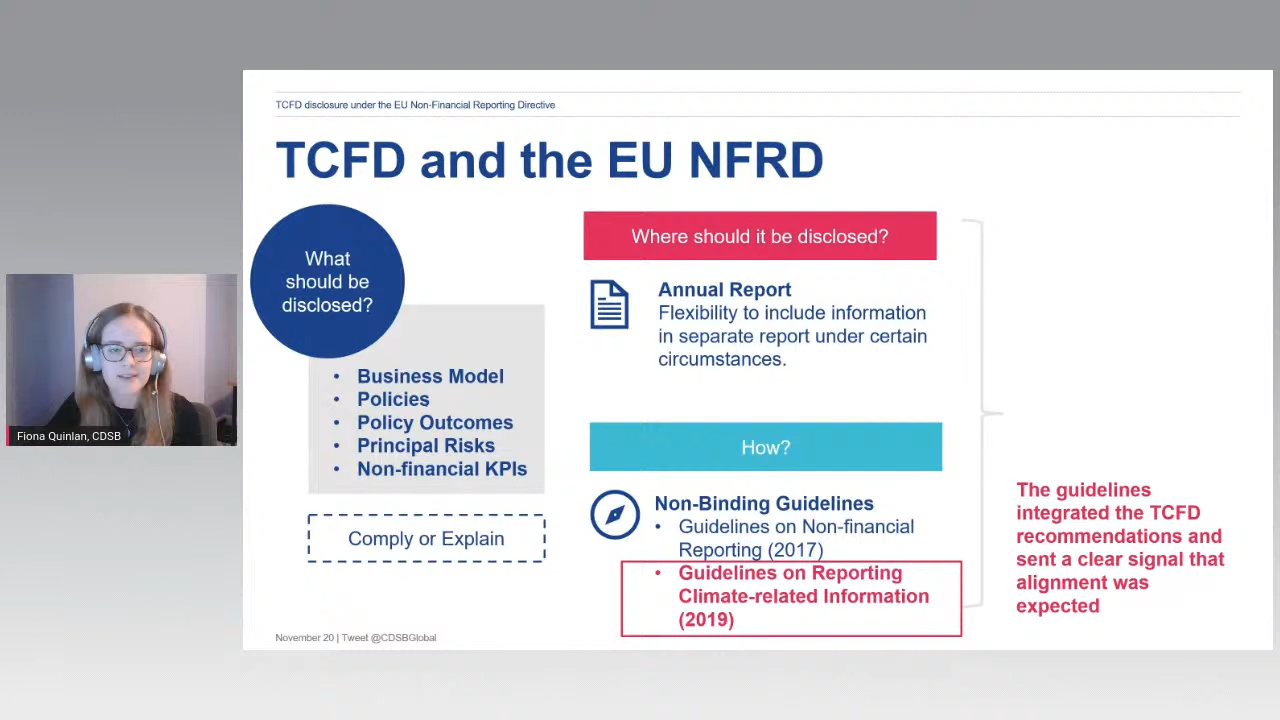 TCFD disclosure under the EU Non-Financial Reporting Directive
TCFD and the EU NFRD
What
should be
disclosed?
• Business Model
• Policies
• Policy Outcomes
• Principal Risks
• Non-financial KPIs
Comply or Explain
Where should it be disclosed?
Annual Report
Flexibility to include information
in separate report under certain
circumstances.
How?
Non-Binding Guidelines
• Guidelines on Non-financial
Reporting (2017)
• Guidelines on Reporting
Climate-related Information
(2019)
The guidelines
integrated the TCFD
recommendations and
sent a clear signal that
alignment was
expected
November 20 | Tweet @CDSBGlobal
Fiona Quinlan, CDSB